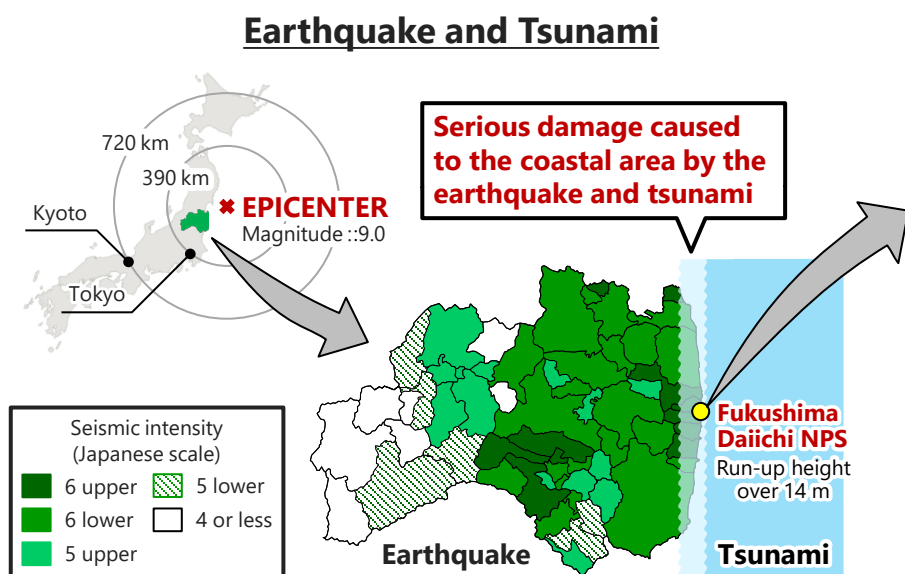 Earthquake and Tsunami
720 km
390 km
Kyoto
Tokyo
EPICENTER
Magnitude ::9.0
Serious damage caused
to the coastal area by the
earthquake and tsunami
Seismic intensity
(Japanese scale)
6 upper
5 lower
6 lower
4 or less
5 upper
Fukushima
Daiichi NPS
Run-up height
over 14 m
Earthquake
Tsunami